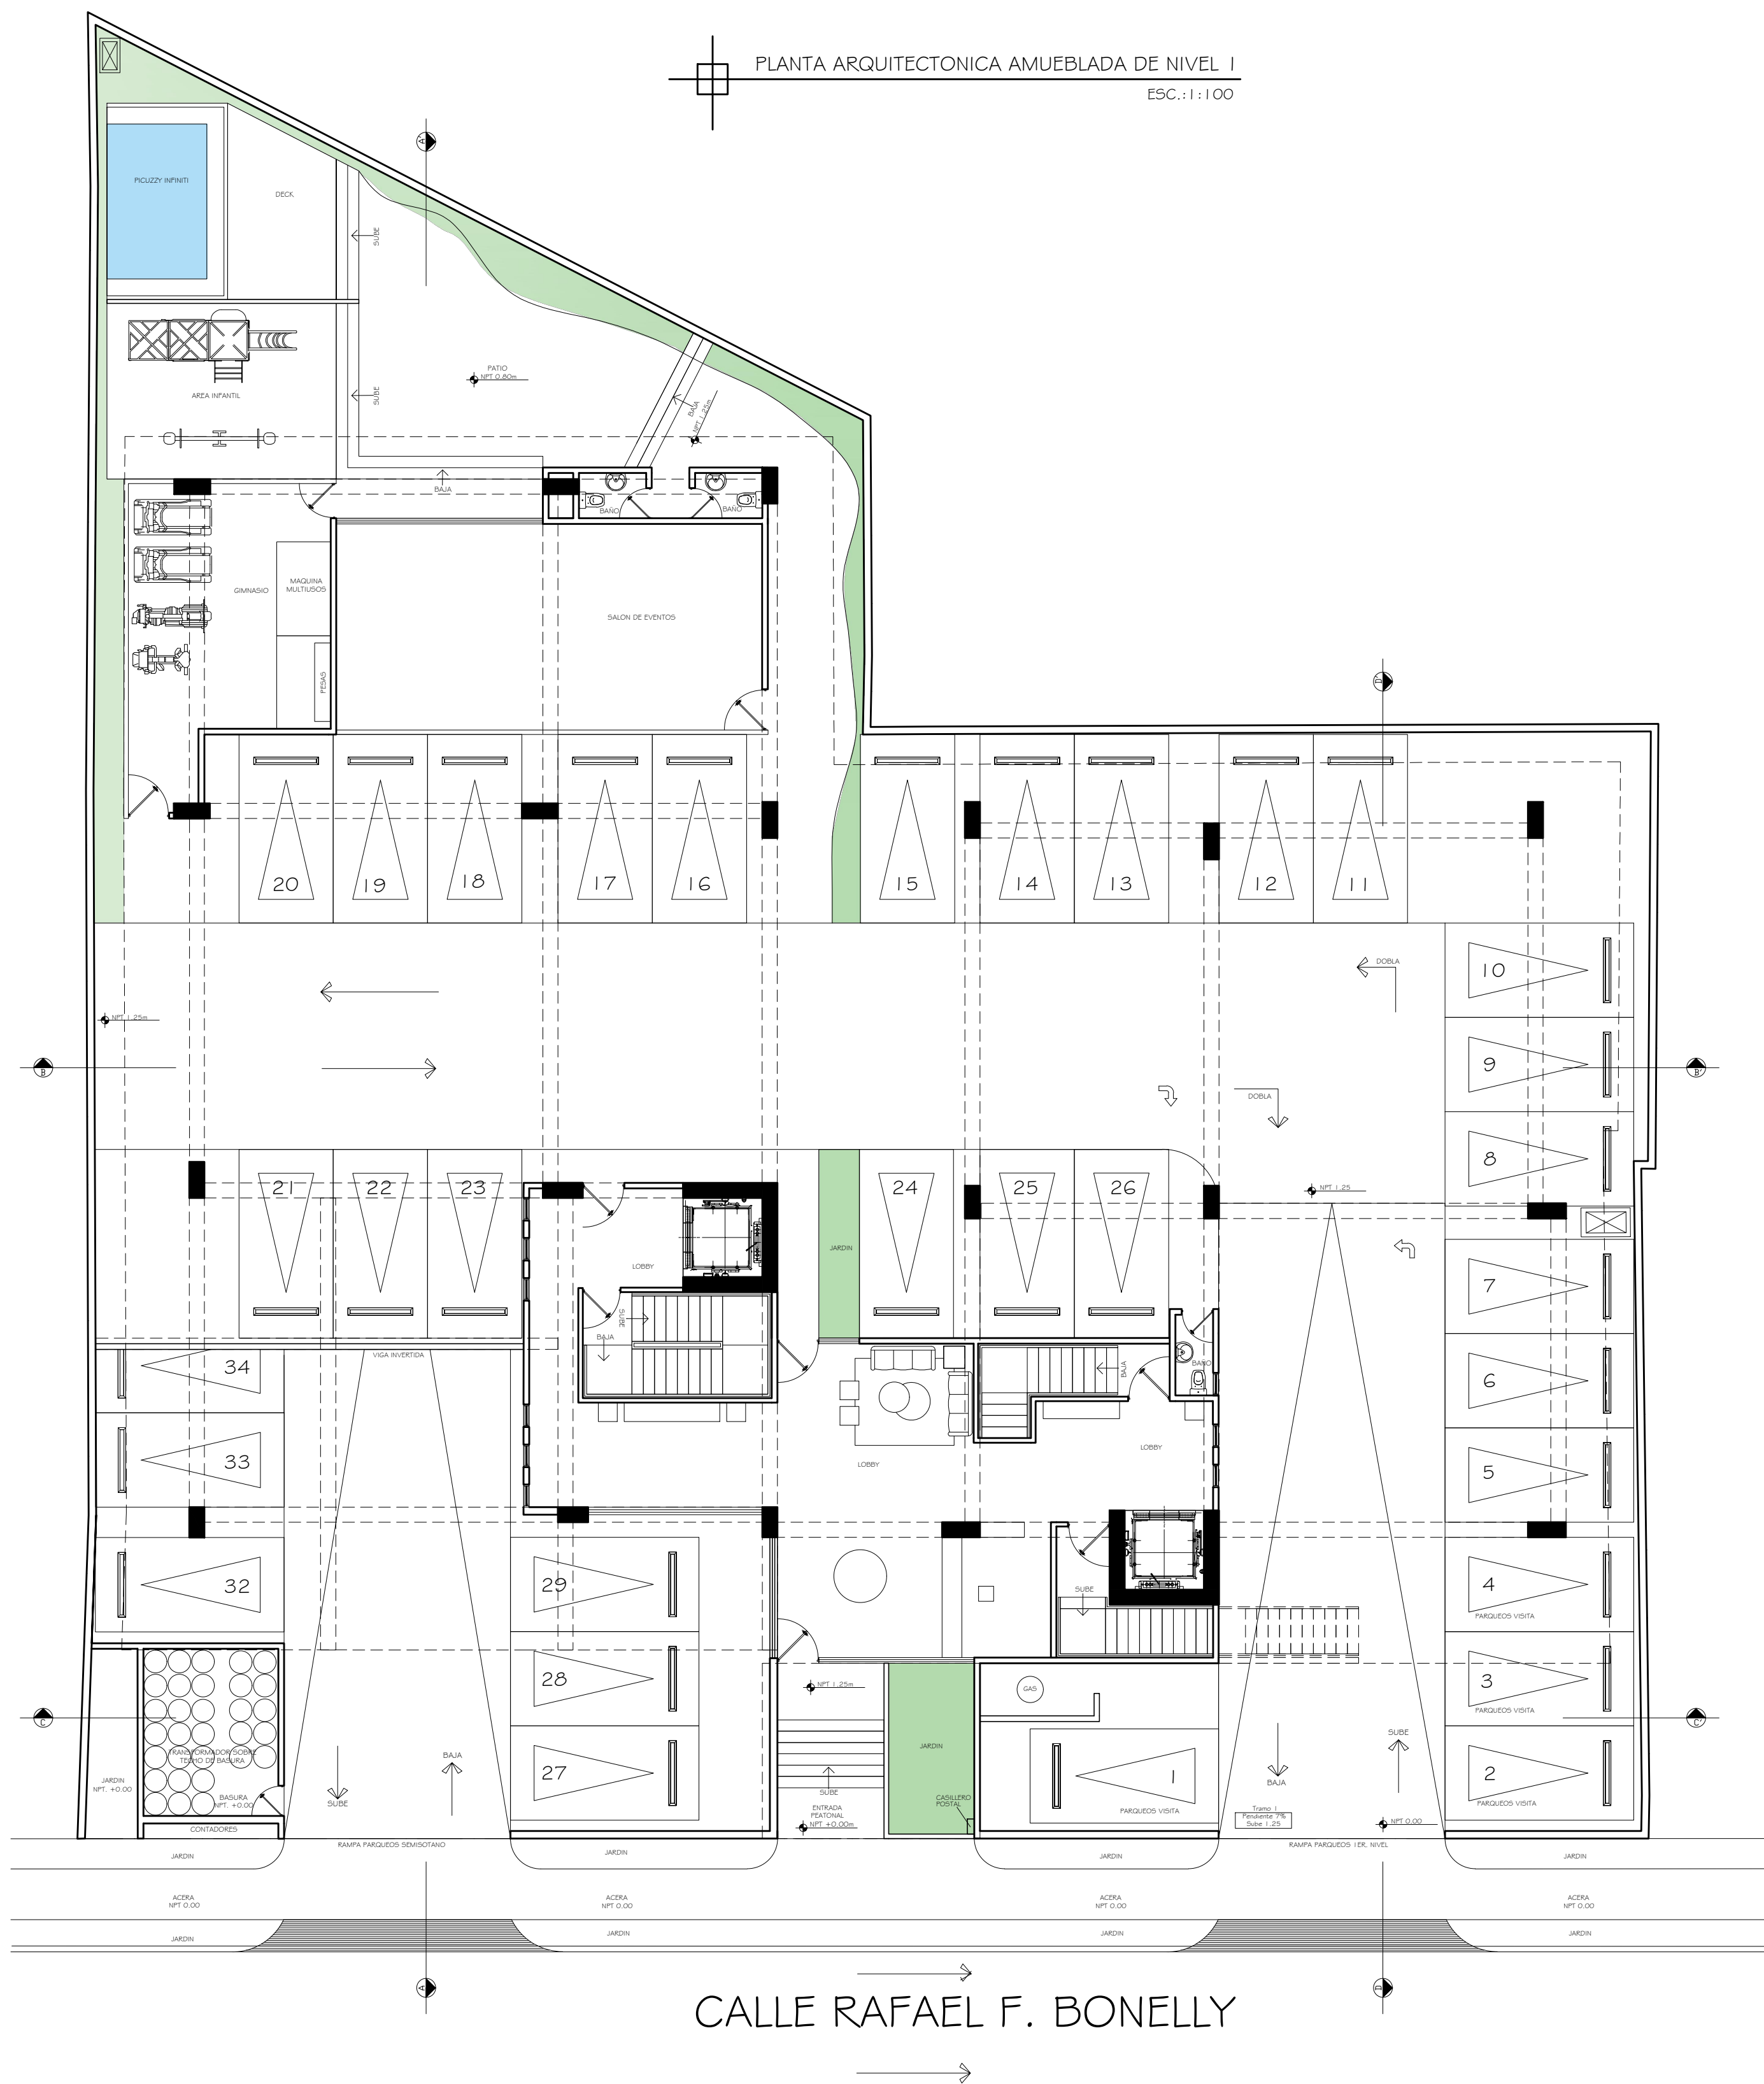 PLANTA ARQUITECTONICA AMUEBLADA DE NIVEL 1
ESC.:1:100
A'
PICUZZY INFINITI
DECK
SUBE
PATIO
NPT 0.80m
SUBE
AREA INFANTIL
BAJA
NPT 1.25m
BAJA
BAÑO
BAÑO
GIMNASIO
MAQUINA
MULTIUSOS
PESAS
SALON DE EVENTOS
D'
20
19
18
17
16
15
14
13
12
11
10
DOBLA
NPT 1.25m
B
9
B'
DOBLA
8
NPT 1.25
21
22
23
24
25
26
JARDIN
LOBBY
7
SUBE
BAJA
VIGA INVERTIDA
34
BAJA
BAÑO
6
33
LOBBY
LOBBY
5
32
29
SUBE
4
PARQUEOS VISITA
28
NPT 1.25m
GAS
3
PARQUEOS VISITA
C
C'
TRANSFORMADOR SOBRE
TECHO DE BASURA
JARDIN
NPT. +0.00
BASURA
NPT. +0.00
CONTADORES
SUBE
BAJA
27
SUBE
JARDIN
CASILLERO
POSTAL
ENTRADA
PEATONAL
NPT +0.00m
1
PARQUEOS VISITA
BAJA
SUBE
Tramo 1
Pendiente 7%
Sube 1.25
NPT 0.00
2
PARQUEOS VISITA
RAMPA PARQUEOS SEMISOTANO
RAMPA PARQUEOS 1ER. NIVEL
JARDIN
JARDIN
JARDIN
JARDIN
ACERA
NPT 0.00
ACERA
NPT 0.00
ACERA
NPT 0.00
ACERA
NPT 0.00
JARDIN
JARDIN
JARDIN
JARDIN
A
D
CALLE RAFAEL F. BONELLY